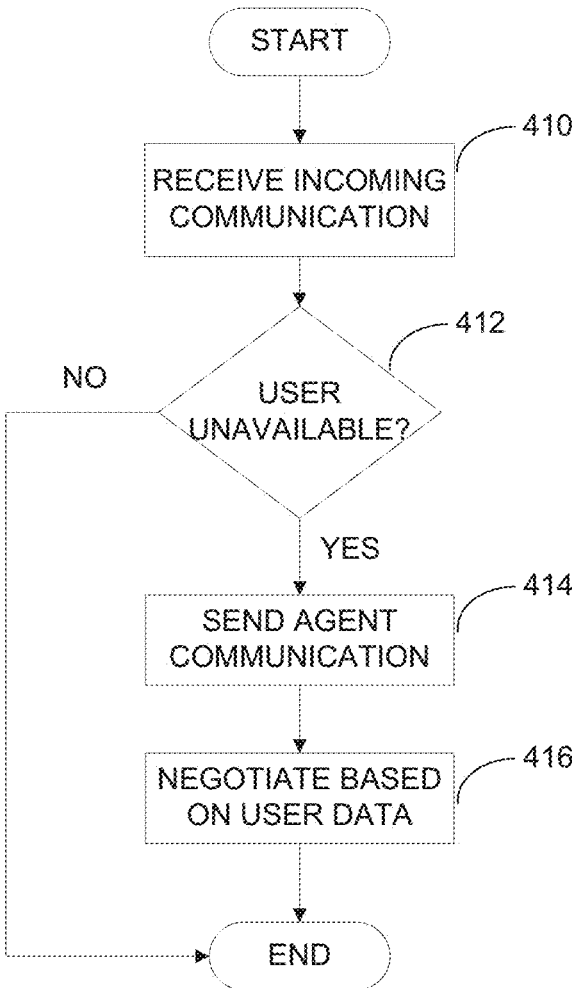 START
410
RECEIVE INCOMING
COMMUNICATION
412
NO
USER
UNAVAILABLE?
YES
414
SEND AGENT
COMMUNICATION
416
NEGOTIATE BASED
ON USER DATA
END